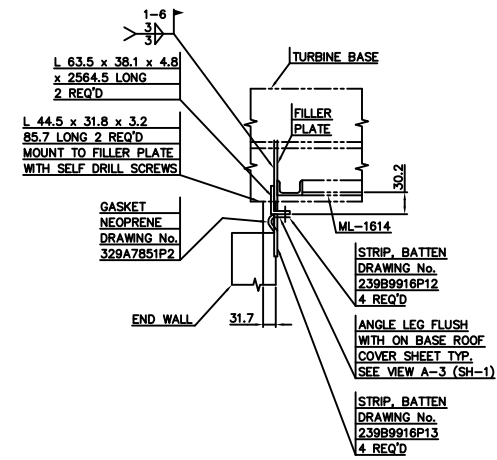 1-6
3
3
L 63.5 x 38.1 x 4.8
x 2564.5 LONG
2 REQ'D
L 44.5 x 31.8 x 3.2
85.7 LONG 2 REQ'D
MOUNT TO FILLER PLATE
WITH SELF DRILL SCREWS
GASKET
NEOPRENE
DRAWING No.
329A7851P2
END WALL
31.7
TURBINE BASE
FILLER
PLATE
30.2
ML-1614
STRIP, BATTEN
DRAWING No.
239B9916P12
4 REQ'D
ANGLE LEG FLUSH
WITH ON BASE ROOF
COVER SHEET TYP.
SEE VIEW A-3 (SH-1)
STRIP, BATTEN
DRAWING No.
239B9916P13
4 REQ'D